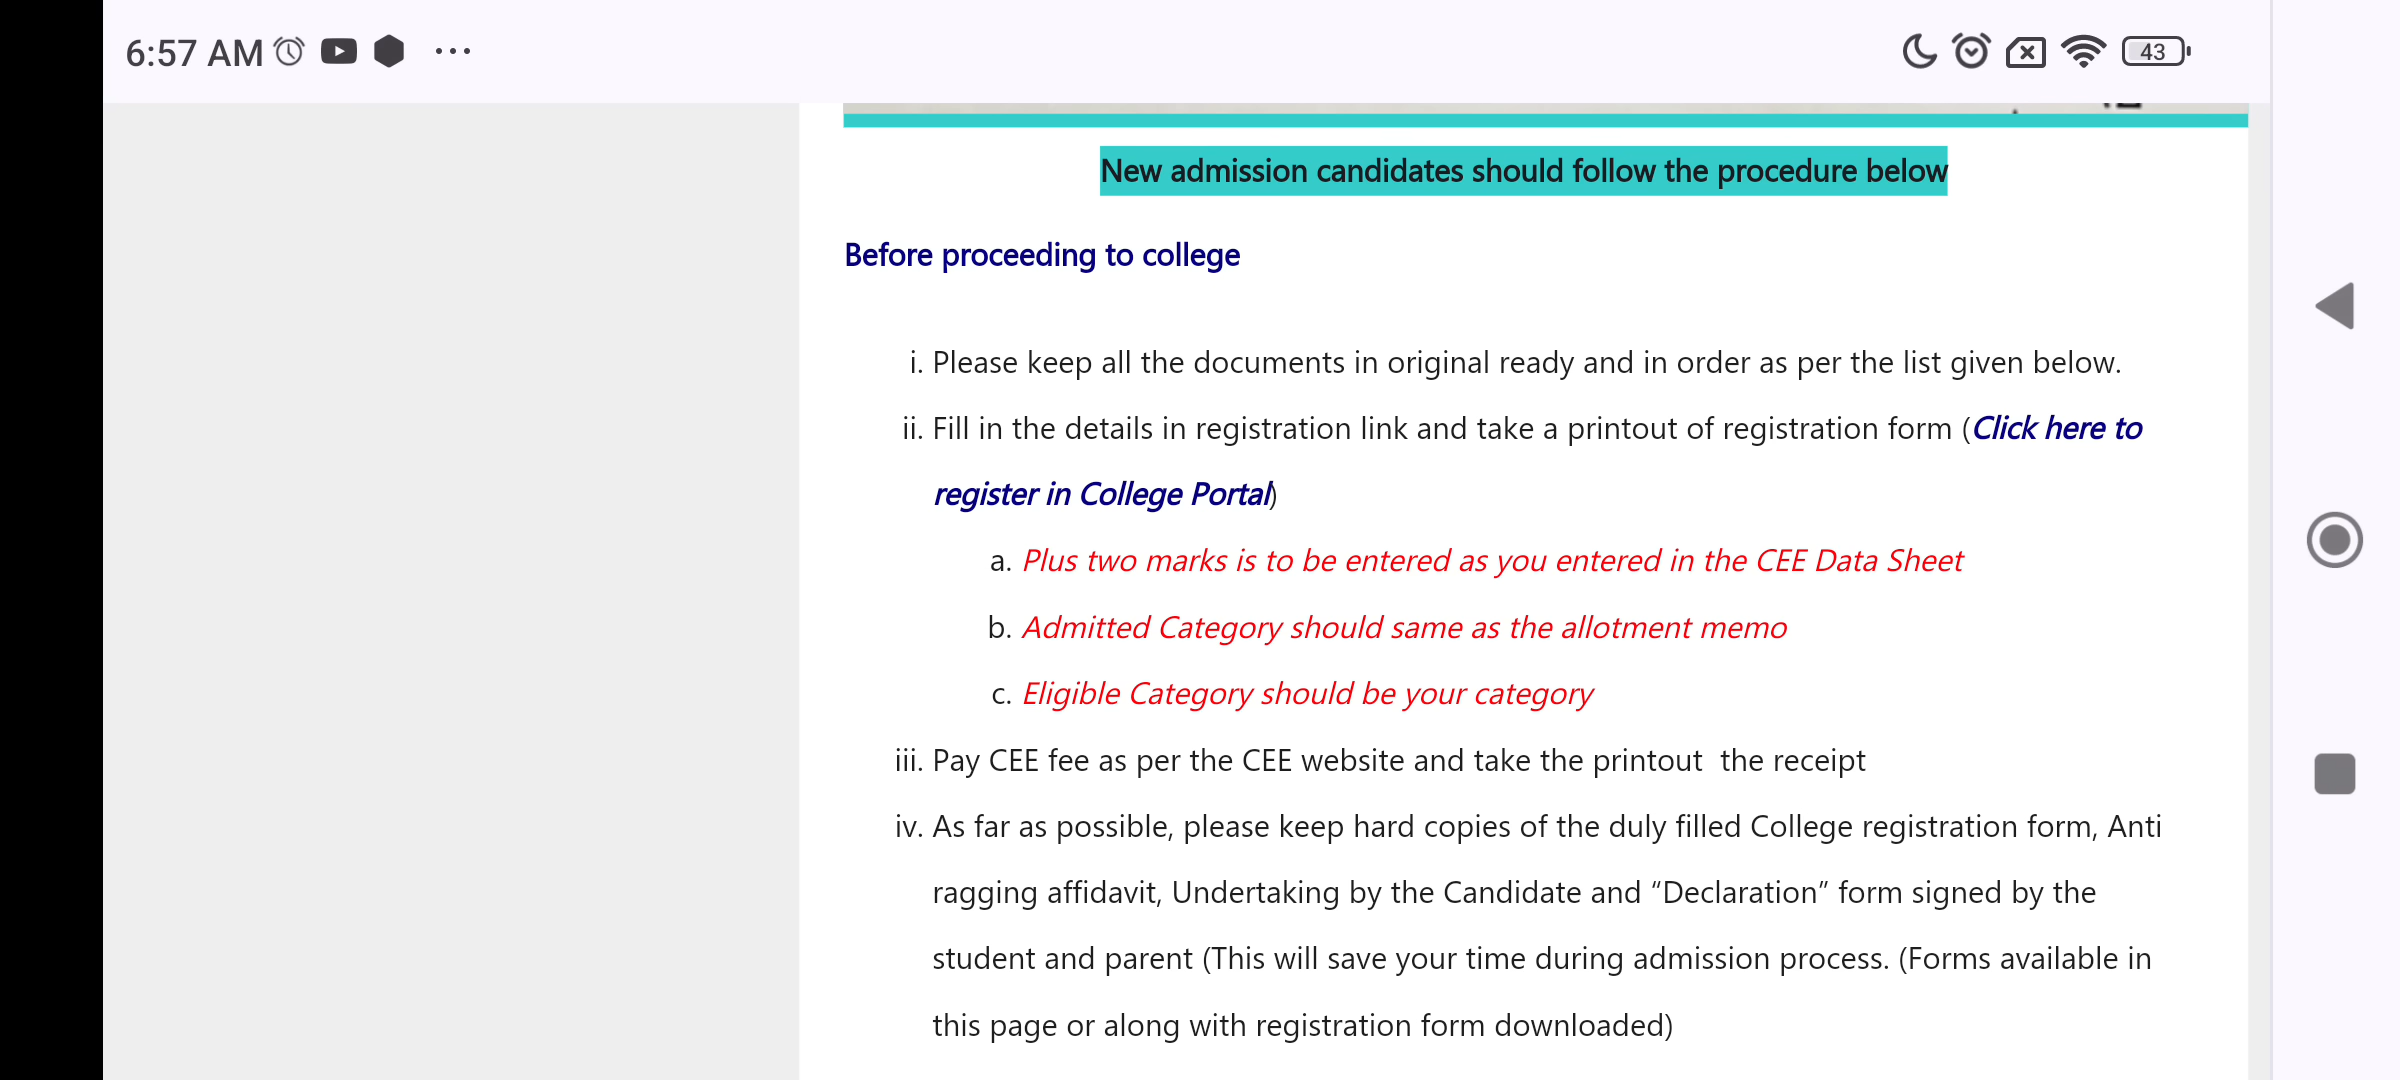 6:57 AM
43
New admission candidates should follow the procedure below
Before proceeding to college
i. Please keep all the documents in original ready and in order as per the list given below.
ii. Fill in the details in registration link and take a printout of registration form (Click here to
register in College Portal)
a. Plus two marks is to be entered as you entered in the CEE Data Sheet
b. Admitted Category should same as the allotment memo
c. Eligible Category should be your category
iii. Pay CEE fee as per the CEE website and take the printout  the receipt
iv. As far as possible, please keep hard copies of the duly filled College registration form, Anti
ragging affidavit, Undertaking by the Candidate and “Declaration” form signed by the
student and parent (This will save your time during admission process. (Forms available in
this page or along with registration form downloaded)